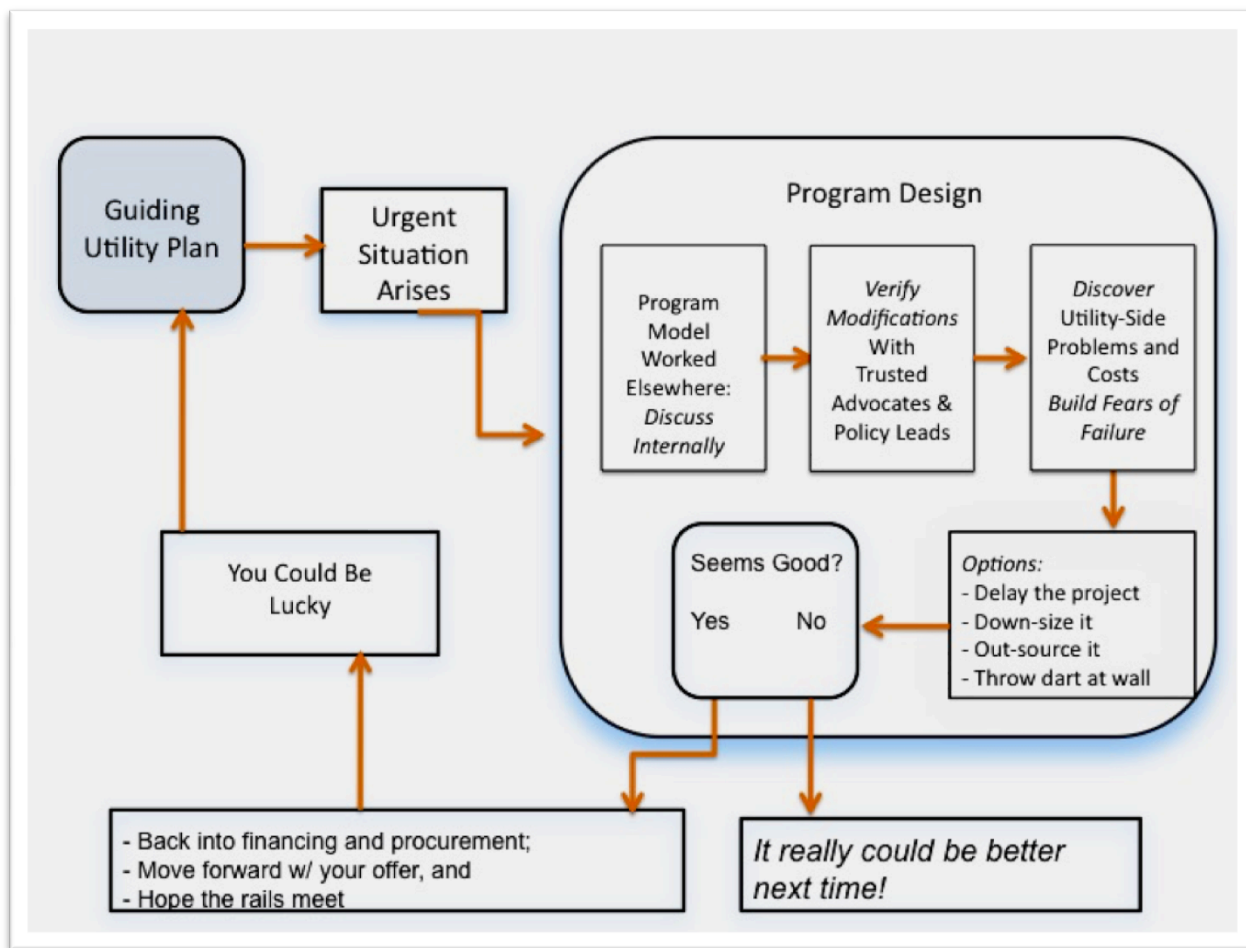 Guiding
Utility Plan
Urgent
Situation
Arises
Program Design
Program
Model
Worked
Elsewhere:
Discuss
Internally
Verify
Modifications
With
Trusted
Advocates &
Policy Leads
Discover
Utility-Side
Problems and
Costs
Build Fears of
Failure
Options:
- Delay the project
- Down-size it
- Out-source it
- Throw dart at wall
Seems Good?
Yes No
You Could Be
Lucky
- Back into financing and procurement;
- Move forward w/ your offer, and
- Hope the rails meet
It really could be better
next time!